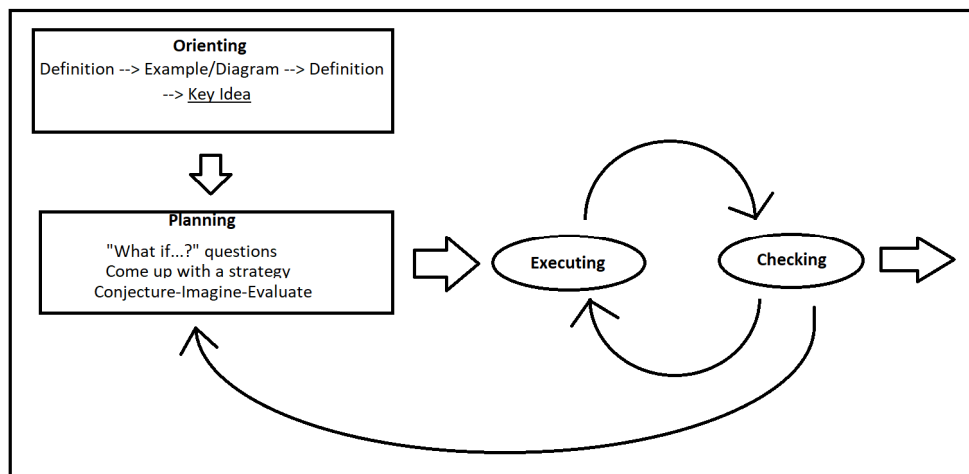 Orienting
Definition --> Example/Diagram --> Definition
--> Key Idea
Planning
"What if...?" questions
Come up with a strategy
Conjecture-Imagine-Evaluate
Executing
Checking